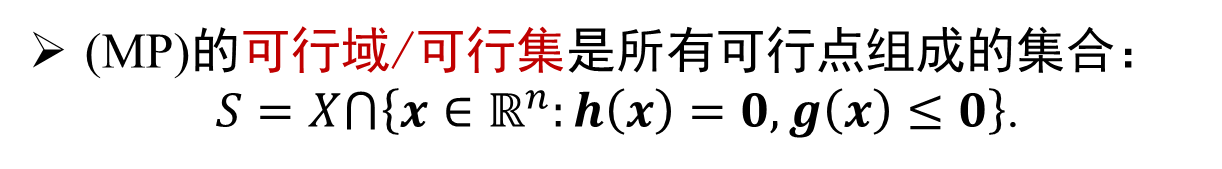 ➢ (MP)的可行域/可行集是所有可行点组成的集合：
S = X⋂{x ∈ ℝⁿ: h(x) = 0, g(x) ≤ 0}.